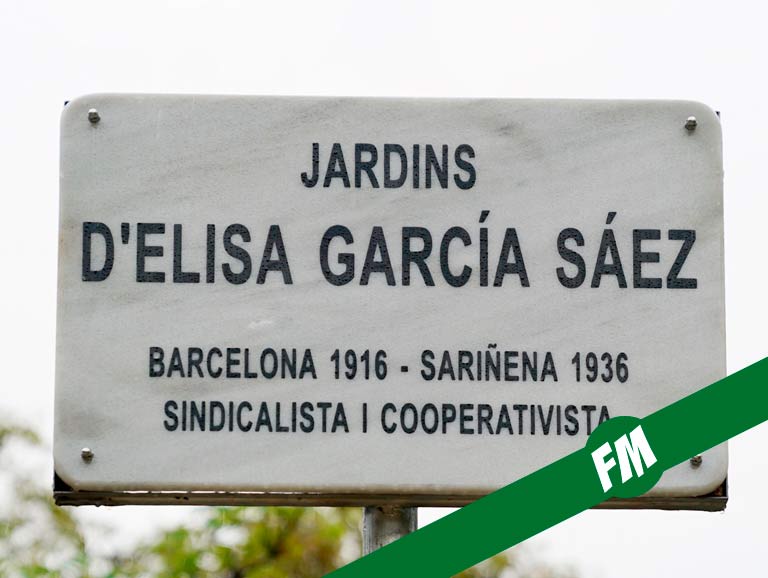 JARDINS
D'ELISA GARCÍA SÁEZ
BARCELONA 1916 - SARIÑENA 1936
SINDICALISTA I COOPERATIVISTA
FM